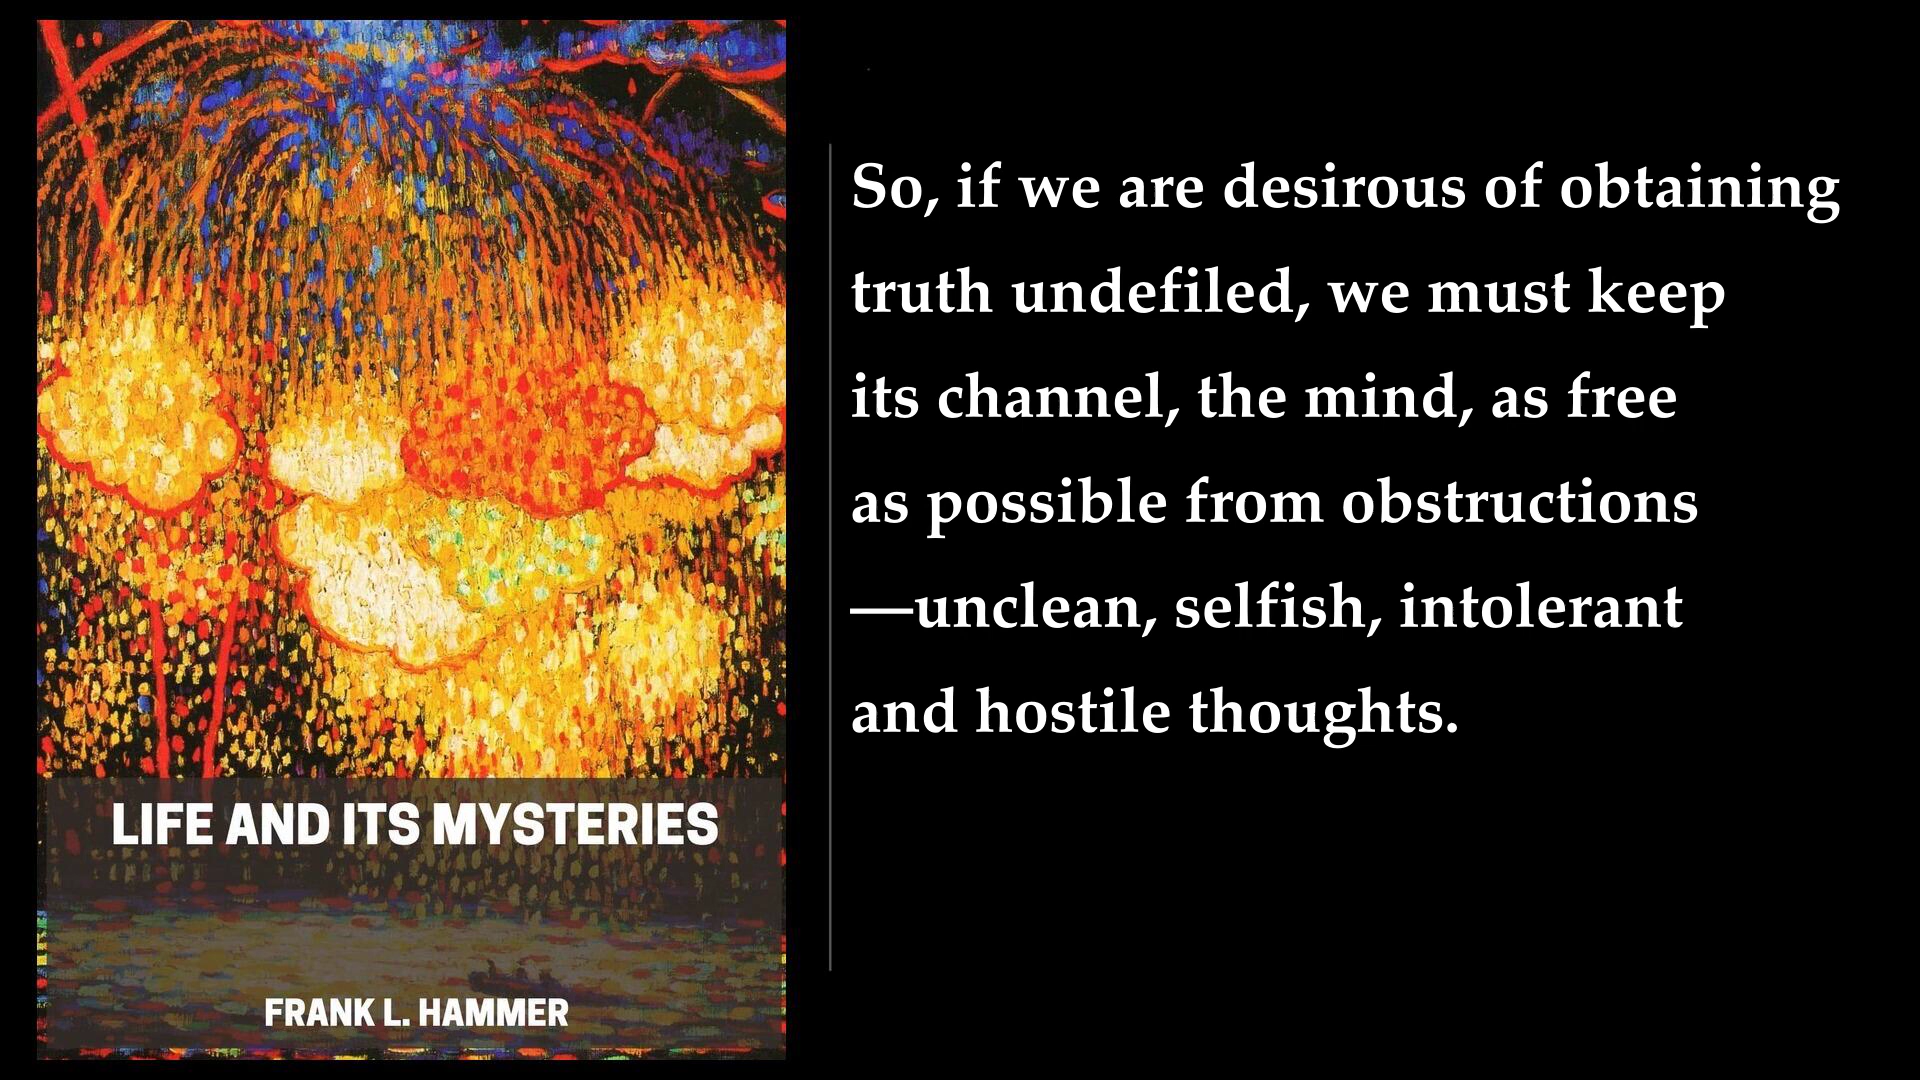 LIFE AND ITS MYSTERIES
FRANK L. HAMMER
So, if we are desirous of obtaining
truth undefiled, we must keep
its channel, the mind, as free
as possible from obstructions
—unclean, selfish, intolerant
and hostile thoughts.